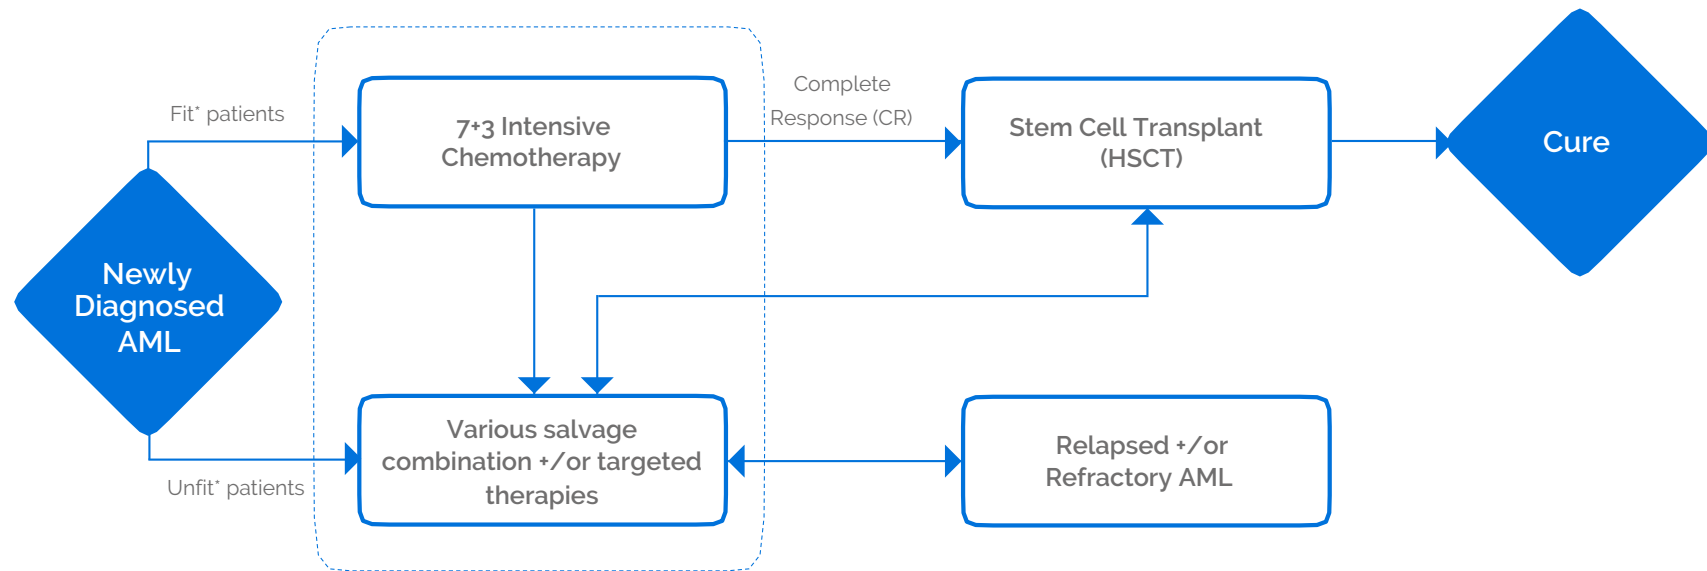 Fit* patients
7+3 Intensive
Chemotherapy
Complete
Response (CR)
Stem Cell Transplant
(HSCT)
Cure
Newly
Diagnosed
AML
Unfit* patients
Various salvage
combination +/or targeted
therapies
Relapsed +/or
Refractory AML